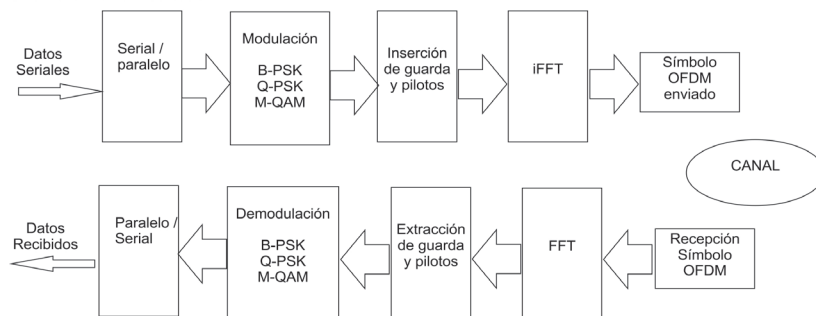 Datos
Seriales
Serial /
paralelo
Modulación
B-PSK
Q-PSK
M-QAM
Inserción
de guarda
y pilotos
iFFT
Símbolo
OFDM
enviado
CANAL
Datos
Recibidos
Paralelo /
Serial
Demodulación
B-PSK
Q-PSK
M-QAM
Extracción
de guarda
y pilotos
FFT
Recepción
Símbolo
OFDM